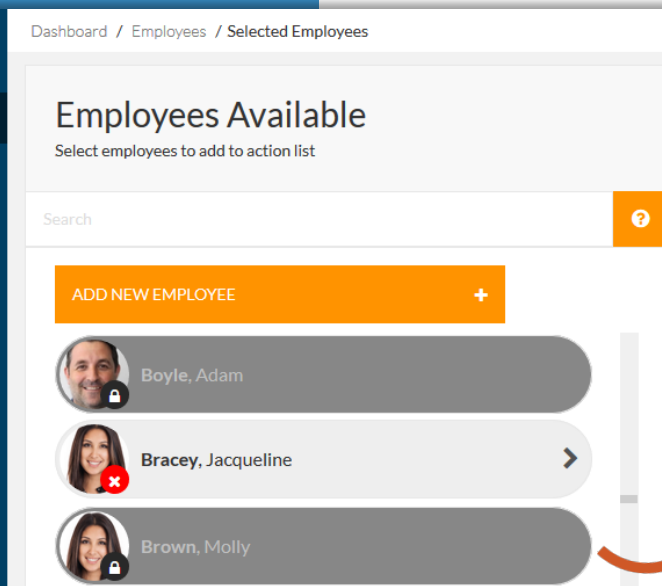 Dashboard / Employees / Selected Employees
Employees Available
Select employees to add to action list
Search
ADD NEW EMPLOYEE
Boyle, Adam
Bracey, Jacqueline
Brown, Molly